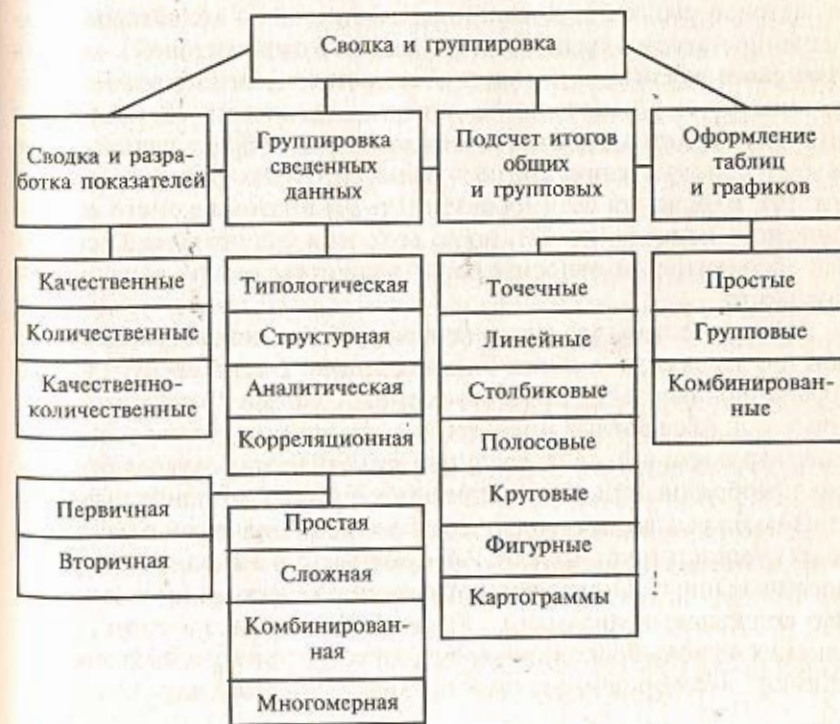 Сводка и группировка
Сводка и разра-
ботка показателей
Группировка
сведенных
данных
Подсчет итогов
общих
и групповых
Оформление
таблиц
и графиков
Качественные
Количественные
Качественно-
количественные
Типологическая
Структурная
Аналитическая
Корреляционная
Точечные
Линейные
Столбиковые
Полосовые
Круговые
Фигурные
Картограммы
Простые
Групповые
Комбинирован-
ные
Первичная
Вторичная
Простая
Сложная
Комбинирован-
ная
Многомерная